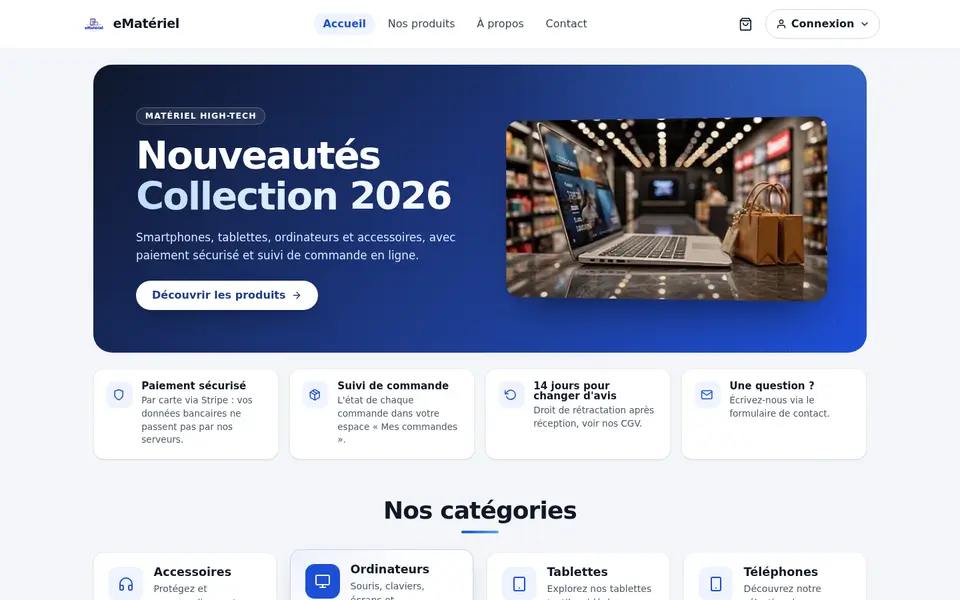 eMatériel
Accueil
Nos produits
À propos
Contact
Connexion
MATÉRIEL HIGH-TECH
Nouveautés
Collection 2026
Smartphones, tablettes, ordinateurs et accessoires, avec
paiement sécurisé et suivi de commande en ligne.
Découvrir les produits
Paiement sécurisé
Par carte via Stripe : vos
données bancaires ne
passent pas par nos
serveurs.
Suivi de commande
L'état de chaque
commande dans votre
espace « Mes commandes
».
14 jours pour
changer d'avis
Droit de rétractation après
réception, voir nos CGV.
Une question ?
Écrivez-nous via le
formulaire de contact.
Nos catégories
Accessoires
Protégez et
Ordinateurs
Souris, claviers,
écrans et
Tablettes
Explorez nos tablettes
Téléphones
Découvrez notre